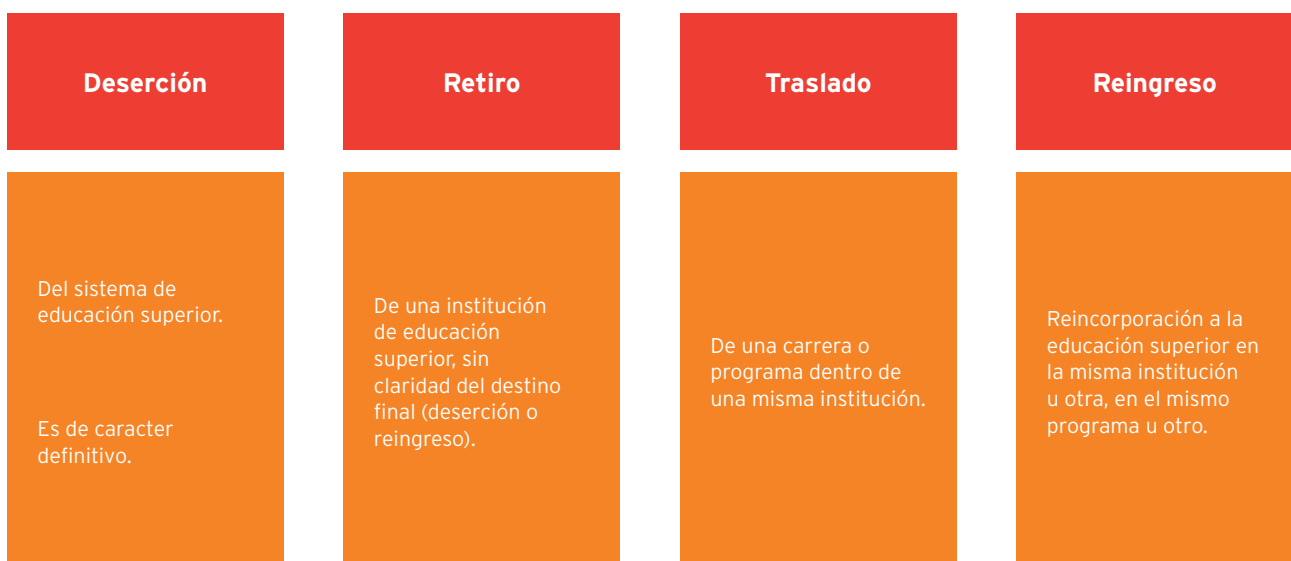 Deserción
Del sistema de
educación superior.
Es de caracter
definitivo.
Retiro
De una institución
de educación
superior, sin
claridad del destino
final (deserción o
reingreso).
Traslado
De una carrera o
programa dentro de
una misma institución.
Reingreso
Reincorporación a la
educación superior en
la misma institución
u otra, en el mismo
programa u otro.